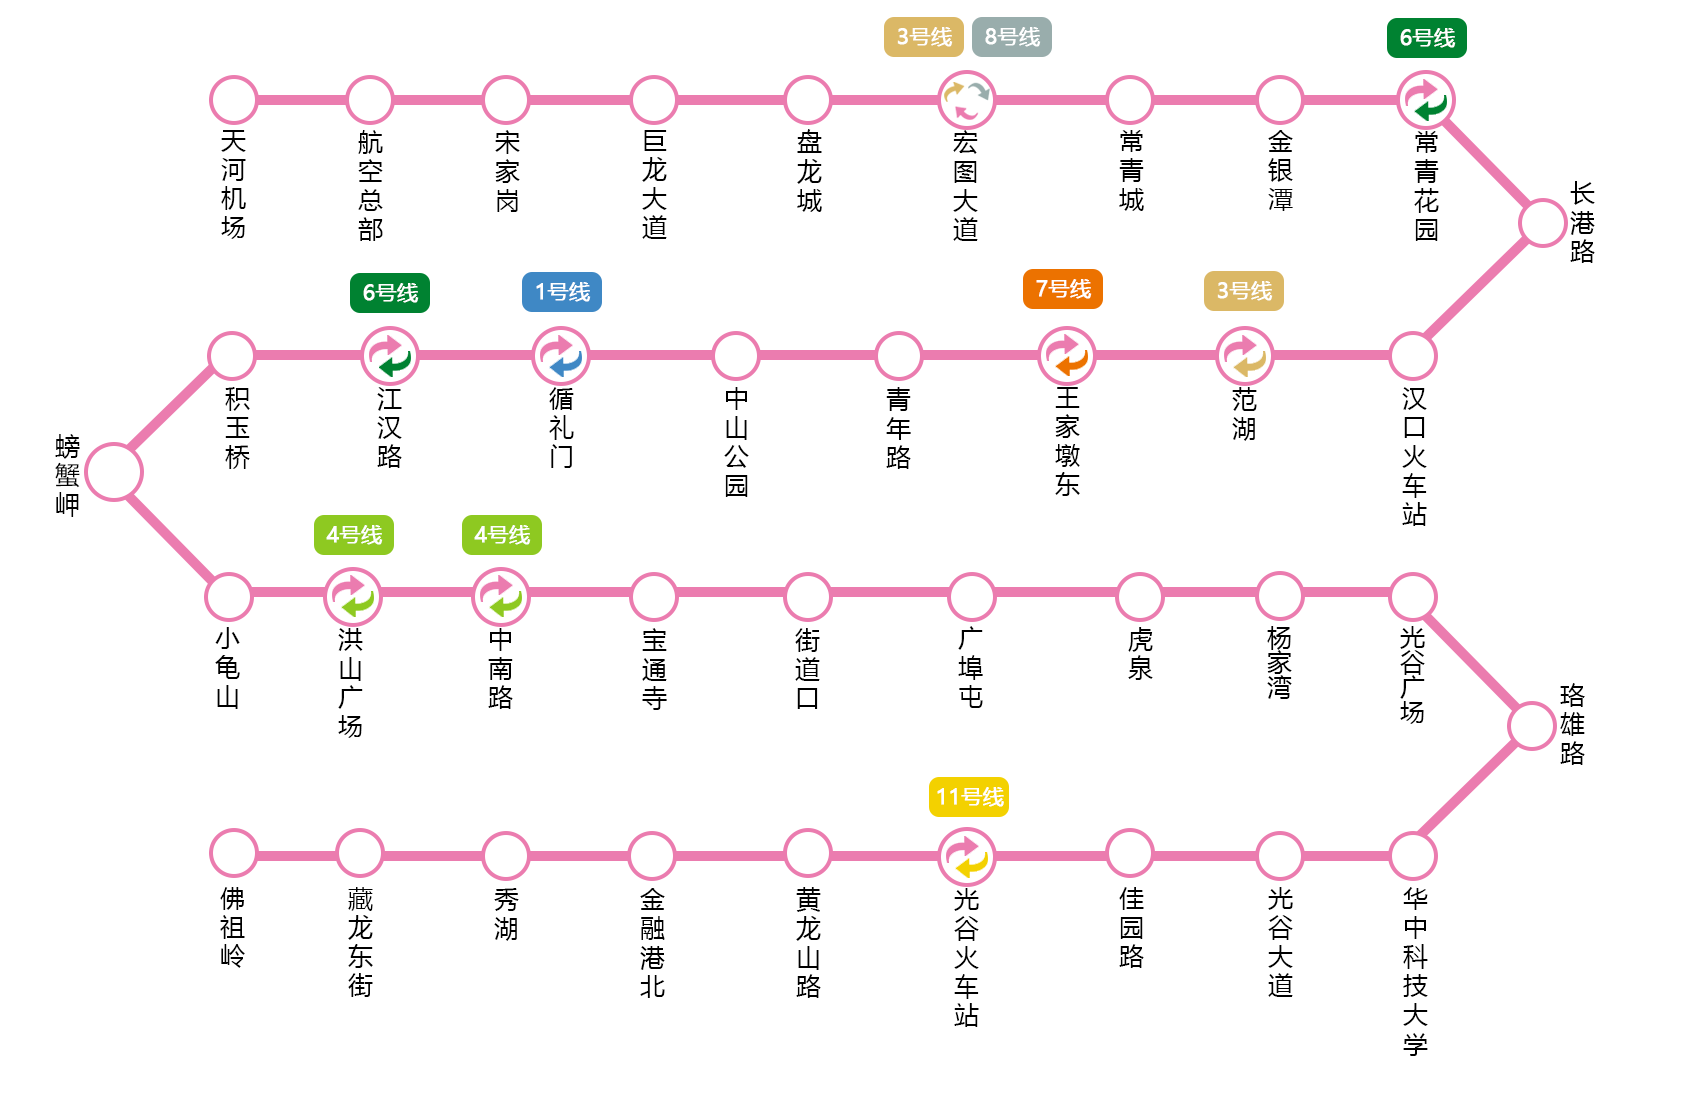 3号线
8号线
6号线
天河机场
航空总部
宋家岗
巨龙大道
盘龙城
宏图大道
常青城
金银潭
常青花园
长港路
6号线
1号线
7号线
3号线
积玉桥
江汉路
循礼门
中山公园
青年路
王家墩东
范湖
汉口火车站
螃蟹岬
4号线
4号线
小龟山
洪山广场
中南路
宝通寺
街道口
广埠屯
虎泉
杨家湾
光谷广场
珞雄路
11号线
佛祖岭
藏龙东街
秀湖
金融港北
黄龙山路
光谷火车站
佳园路
光谷大道
华中科技大学